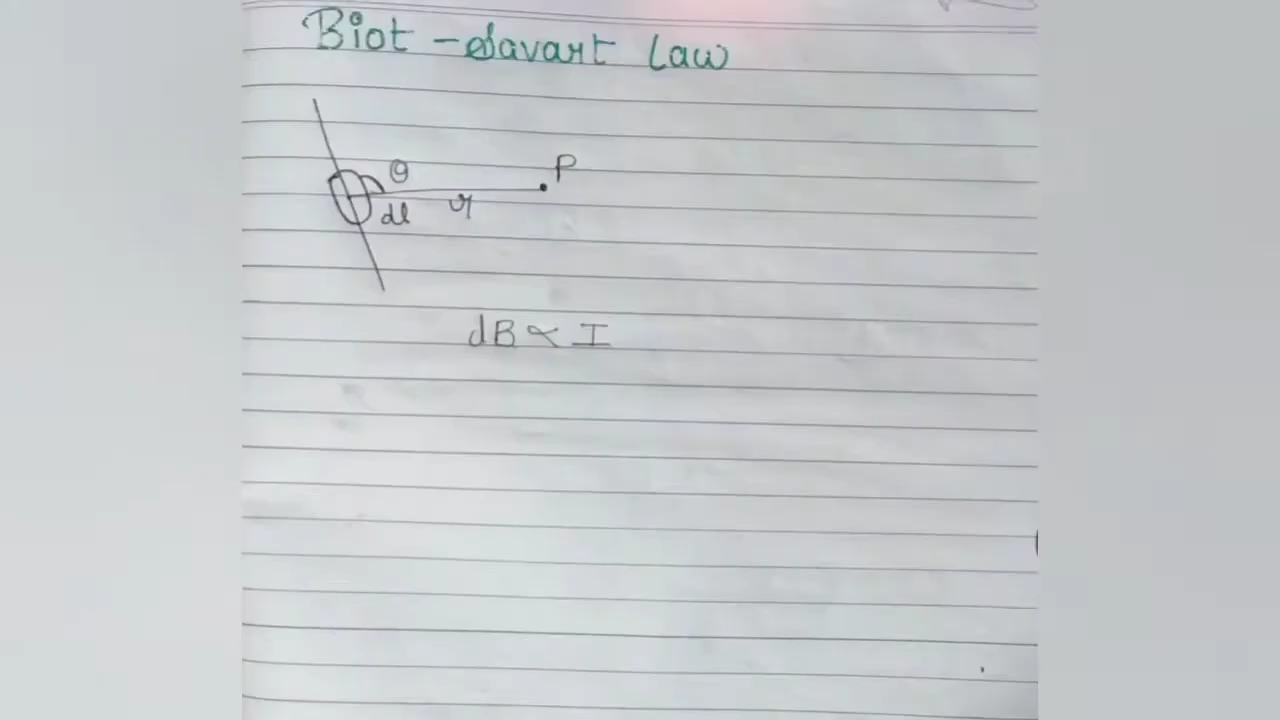 Biot - Savart Law
θ
P
dl
r
dB ∝ I